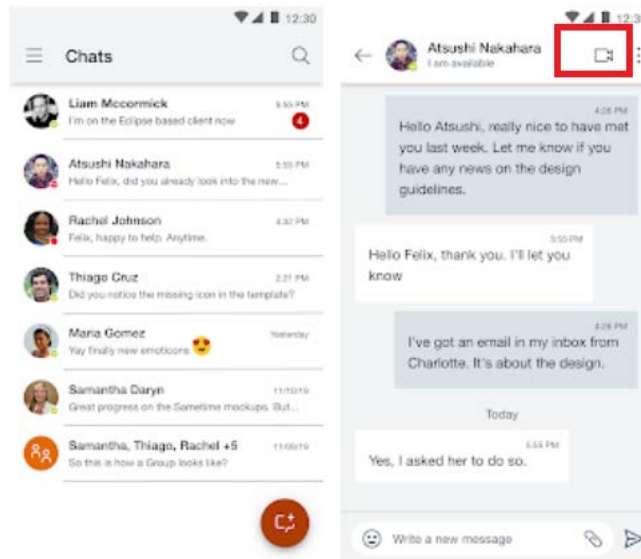 12:30
Chats
Liam Mccormick
5:55 PM
I'm on the Eclipse based client now
4
Atsushi Nakahara
5:55 PM
Hello Felix, did you already look into the new...
Rachel Johnson
4:32 PM
Felix, happy to help. Anytime.
Thiago Cruz
2:21 PM
Did you notice the missing icon in the template?
Maria Gomez
Yesterday
Yay finally new emoticons 😍
Samantha Daryn
11/10/19
Great progress on the Sametime mockups. But...
Samantha, Thiago, Rachel +5
11/09/19
So this is how a Group looks like?
12:3
Atsushi Nakahara
I am available
4:26 PM
Hello Atsushi, really nice to have met
you last week. Let me know if you
have any news on the design
guidelines.
5:55 PM
Hello Felix, thank you. I'll let you
know
4:26 PM
I've got an email in my inbox from
Charlotte. It's about the design.
Today
5:55 PM
Yes, I asked her to do so.
Write a new message